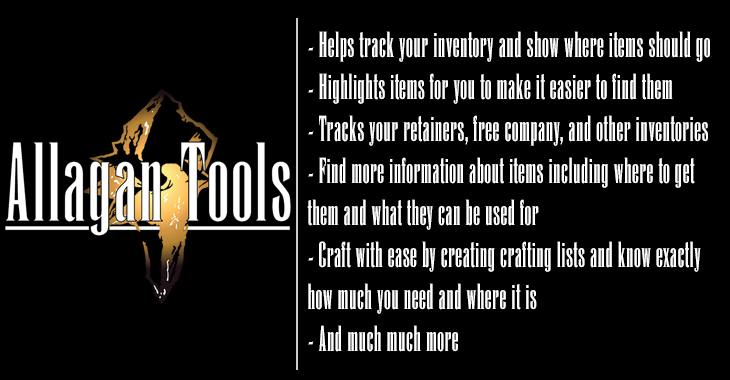 Allagan Tools
- Helps track your inventory and show where items should go
- Highlights items for you to make it easier to find them
- Tracks your retainers, free company, and other inventories
- Find more information about items including where to get
them and what they can be used for
- Craft with ease by creating crafting lists and know exactly
how much you need and where it is
- And much much more